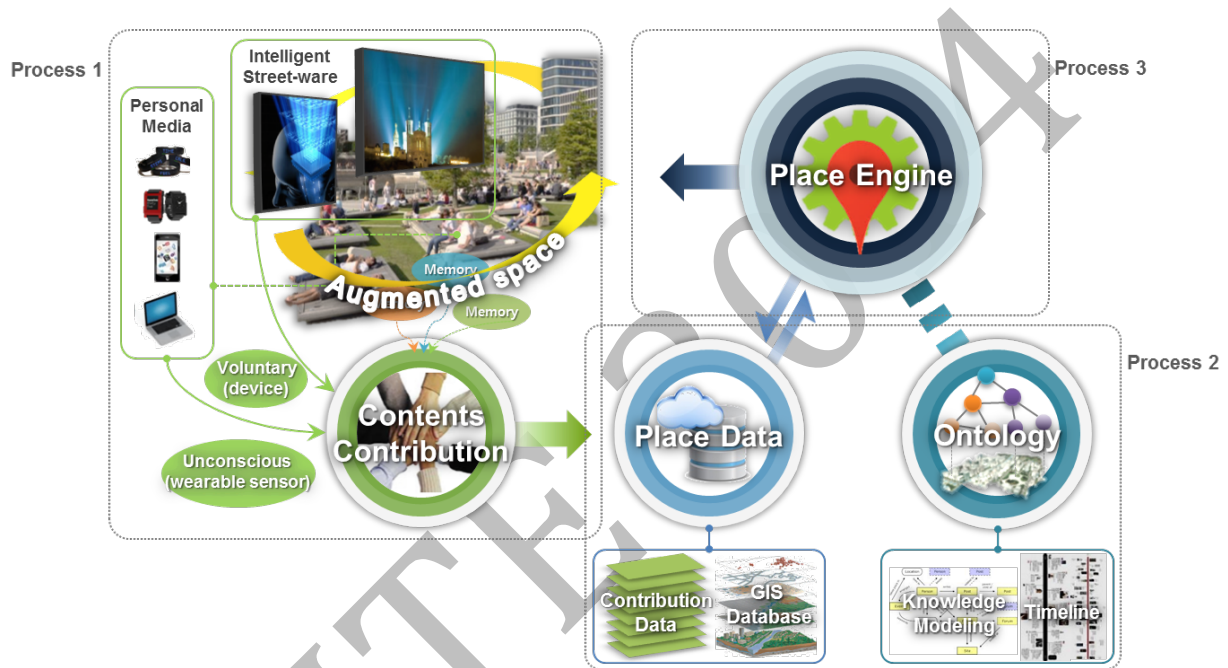 Process 1
Intelligent
Street-ware
Personal
Media
Process 3
Place Engine
Memory
Augmented space
Memory
Process 2
Voluntary
(device)
Contents
Contribution
Unconscious
(wearable sensor)
Place Data
Ontology
Contribution
Data
GIS
Database
Location
Knowledge
Modeling
Timeline